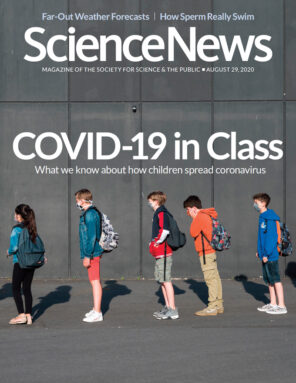 Far-Out Weather Forecasts | How Sperm Really Swim
ScienceNews
MAGAZINE OF THE SOCIETY FOR SCIENCE & THE PUBLIC ■ AUGUST 29, 2020
COVID-19 in Class
What we know about how children spread coronavirus